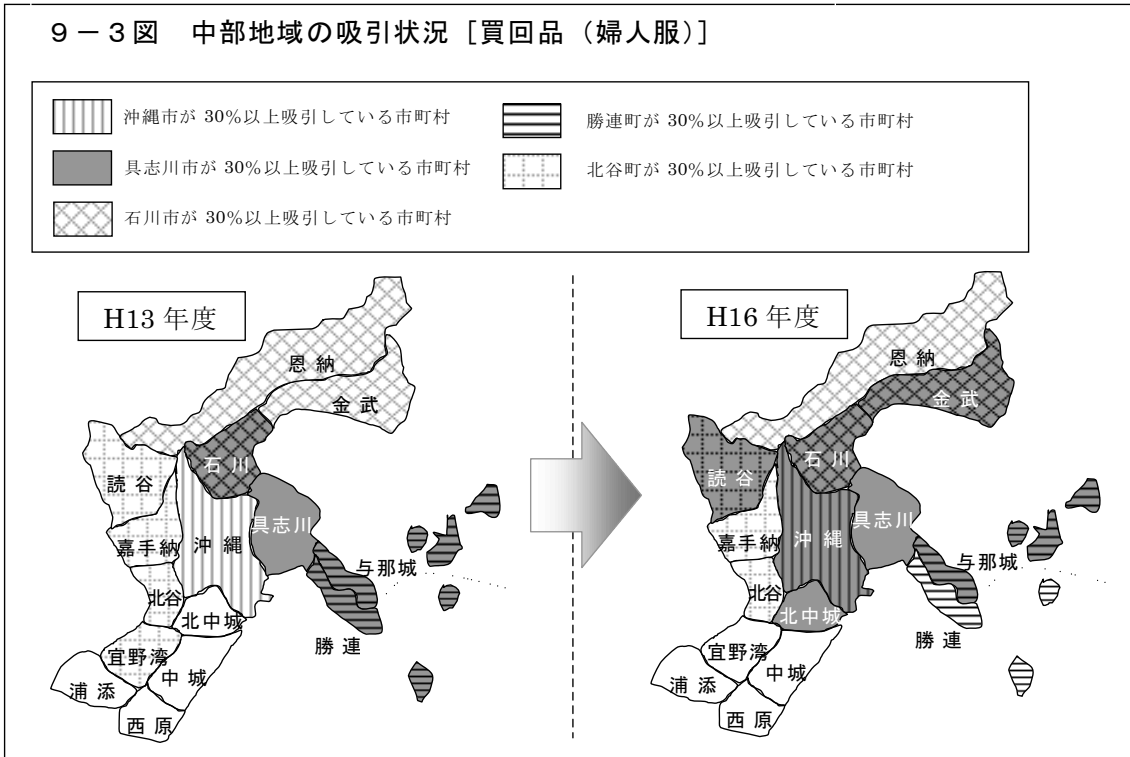 9-3図 中部地域の吸引状況［買回品（婦人服）］
沖縄市が 30%以上吸引している市町村
勝連町が 30%以上吸引している市町村
具志川市が 30%以上吸引している市町村
北谷町が 30%以上吸引している市町村
石川市が 30%以上吸引している市町村
H13 年度
恩納
金武
石川
読谷
具志川
嘉手納
沖縄
与那城
北谷
北中城
勝連
宜野湾
中城
浦添
西原
H16 年度
恩納
金武
石川
読谷
具志川
嘉手納
沖縄
与那城
北谷
北中城
勝連
宜野湾
中城
浦添
西原